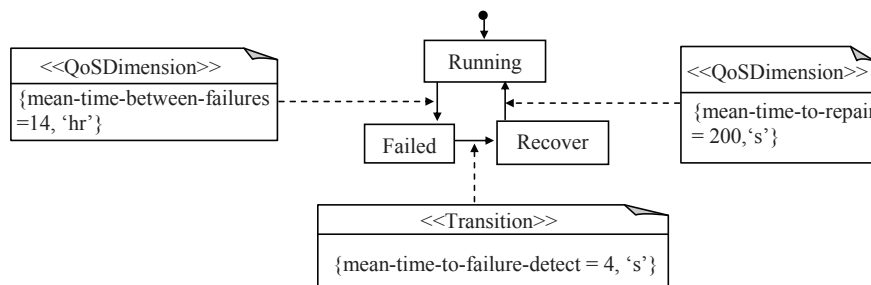 <<QoSDimension>>
{mean-time-between-failures
=14, ‘hr’}
Running
<<QoSDimension>>
{mean-time-to-repair
= 200,‘s’}
Failed
Recover
<<Transition>>
{mean-time-to-failure-detect = 4, ‘s’}